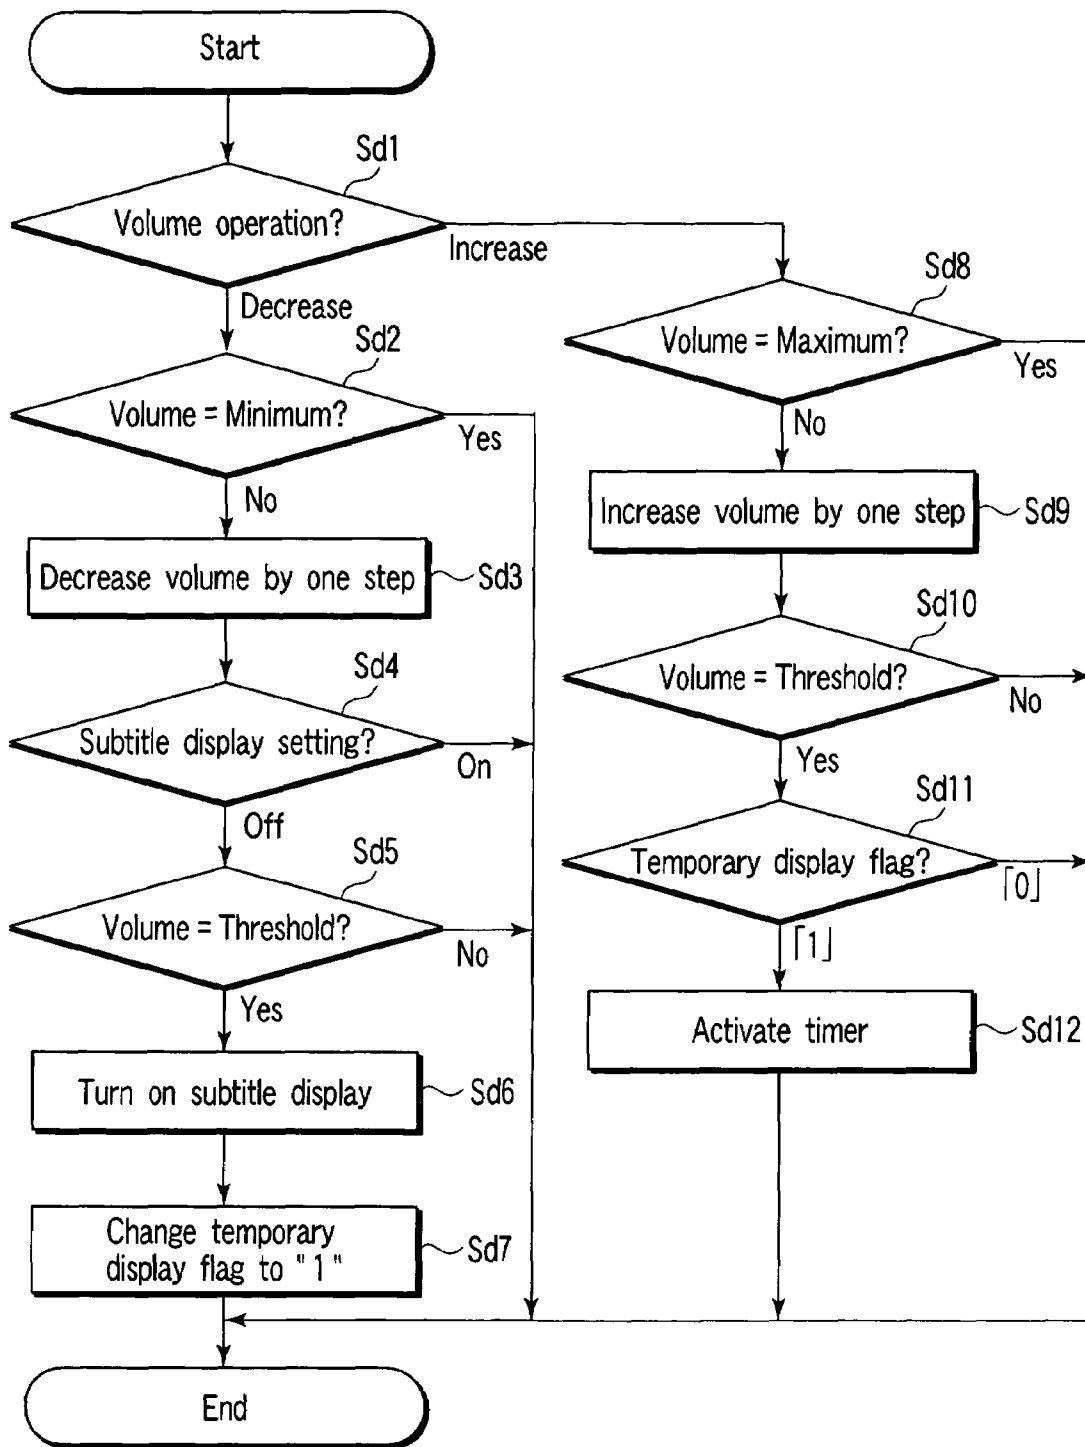 Start
Sd1
Volume operation?
Increase
Decrease
Sd2
Volume = Minimum?
Yes
No
Decrease volume by one step
Sd3
Sd4
Subtitle display setting?
On
Off
Sd5
Volume = Threshold?
No
Yes
Turn on subtitle display
Sd6
Change temporary
display flag to "1"
Sd7
End
Sd8
Volume = Maximum?
Yes
No
Increase volume by one step
Sd9
Sd10
Volume = Threshold?
No
Yes
Sd11
Temporary display flag?
「0」
「1」
Activate timer
Sd12